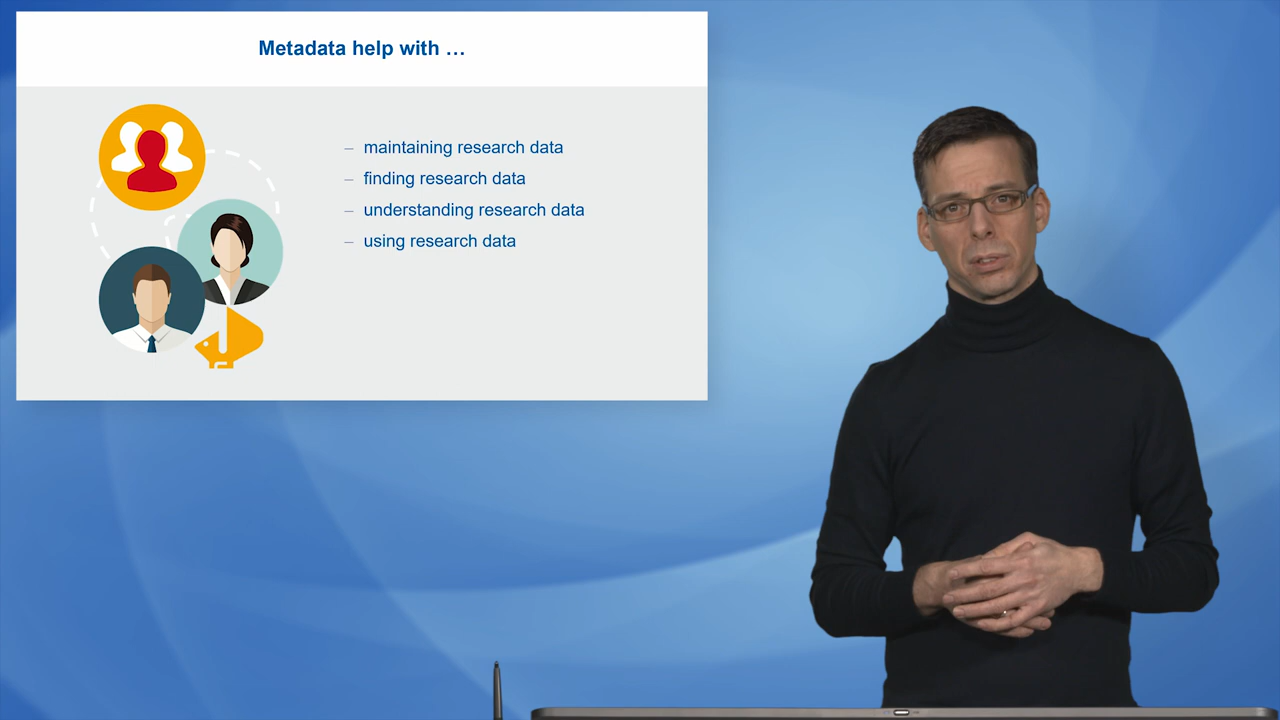 Metadata help with …
– maintaining research data
– finding research data
– understanding research data
– using research data